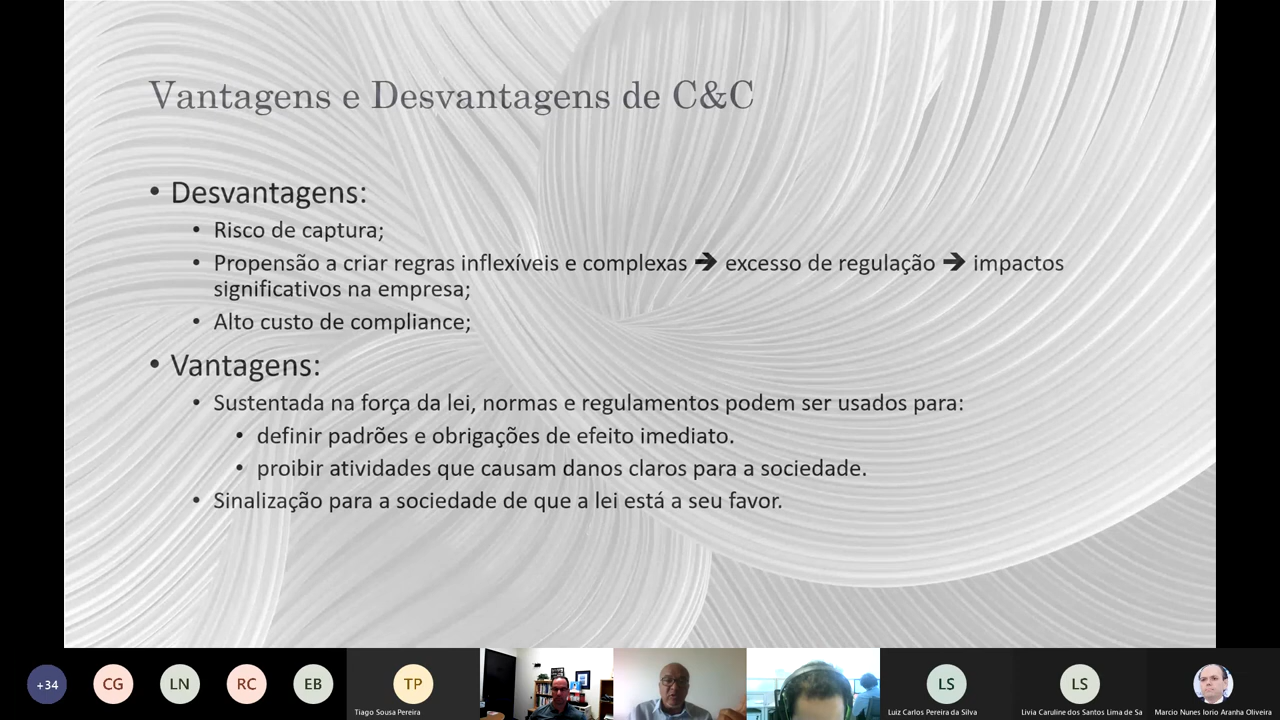 Vantagens e Desvantagens de C&C
• Desvantagens:
• Risco de captura;
• Propensão a criar regras inflexíveis e complexas ➔ excesso de regulação ➔ impactos
significativos na empresa;
• Alto custo de compliance;
• Vantagens:
• Sustentada na força da lei, normas e regulamentos podem ser usados para:
• definir padrões e obrigações de efeito imediato.
• proibir atividades que causam danos claros para a sociedade.
• Sinalização para a sociedade de que a lei está a seu favor.
+34
CG
LN
RC
EB
TP
LS
LS
Tiago Sousa Pereira
Luiz Carlos Pereira da Silva
Livia Caruline dos Santos Lima de Sa
Marcio Nunes Iorio Aranha Oliveira